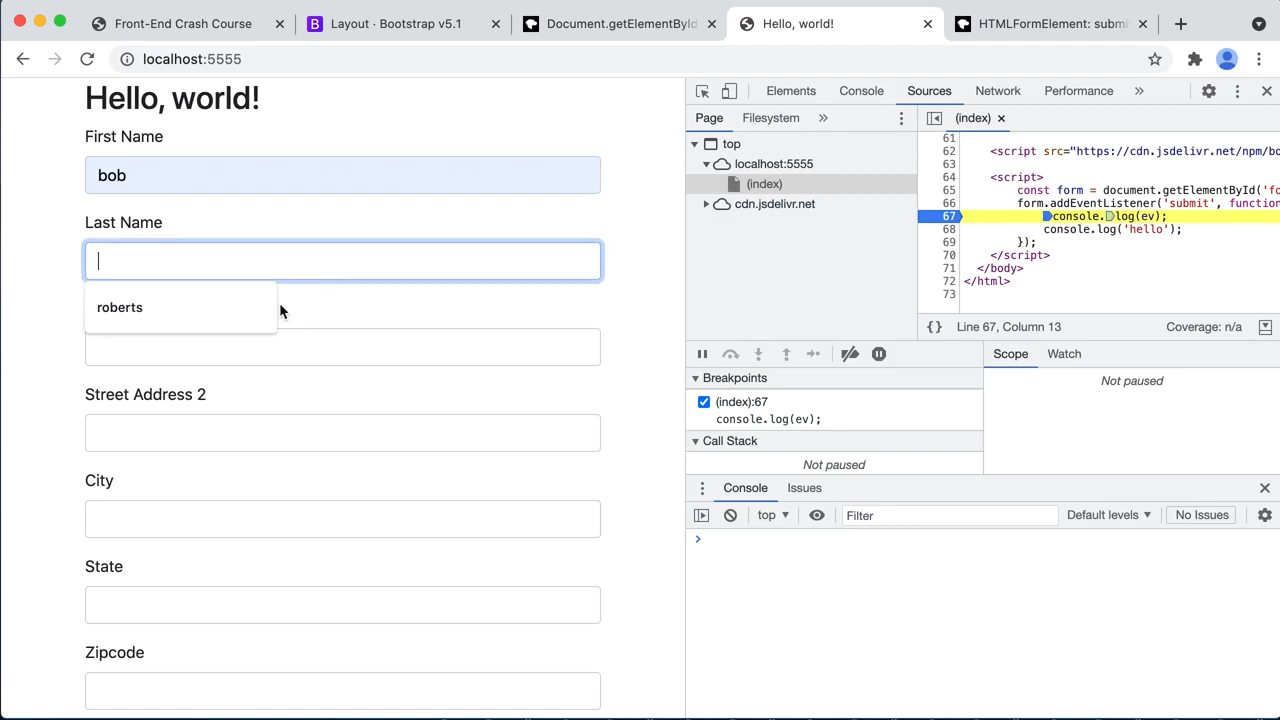 Front-End Crash Course
Layout · Bootstrap v5.1
Document.getElementById
Hello, world!
HTMLFormElement: submi
localhost:5555
Hello, world!
First Name
bob
Last Name
roberts
Street Address 2
City
State
Zipcode
Elements
Console
Sources
Network
Performance
»
Page
Filesystem
»
(index)
top
localhost:5555
(index)
cdn.jsdelivr.net
61
62 <script src="https://cdn.jsdelivr.net/npm/bo
63
64 <script>
65 const form = document.getElementById('fo
66 form.addEventListener('submit', function
67 console.log(ev);
68 console.log('hello');
69 });
70 </script>
71 </body>
72 </html>
73
{} Line 67, Column 13
Coverage: n/a
Breakpoints
(index):67
console.log(ev);
Call Stack
Not paused
Scope
Watch
Not paused
Console
Issues
top
Filter
Default levels
No Issues